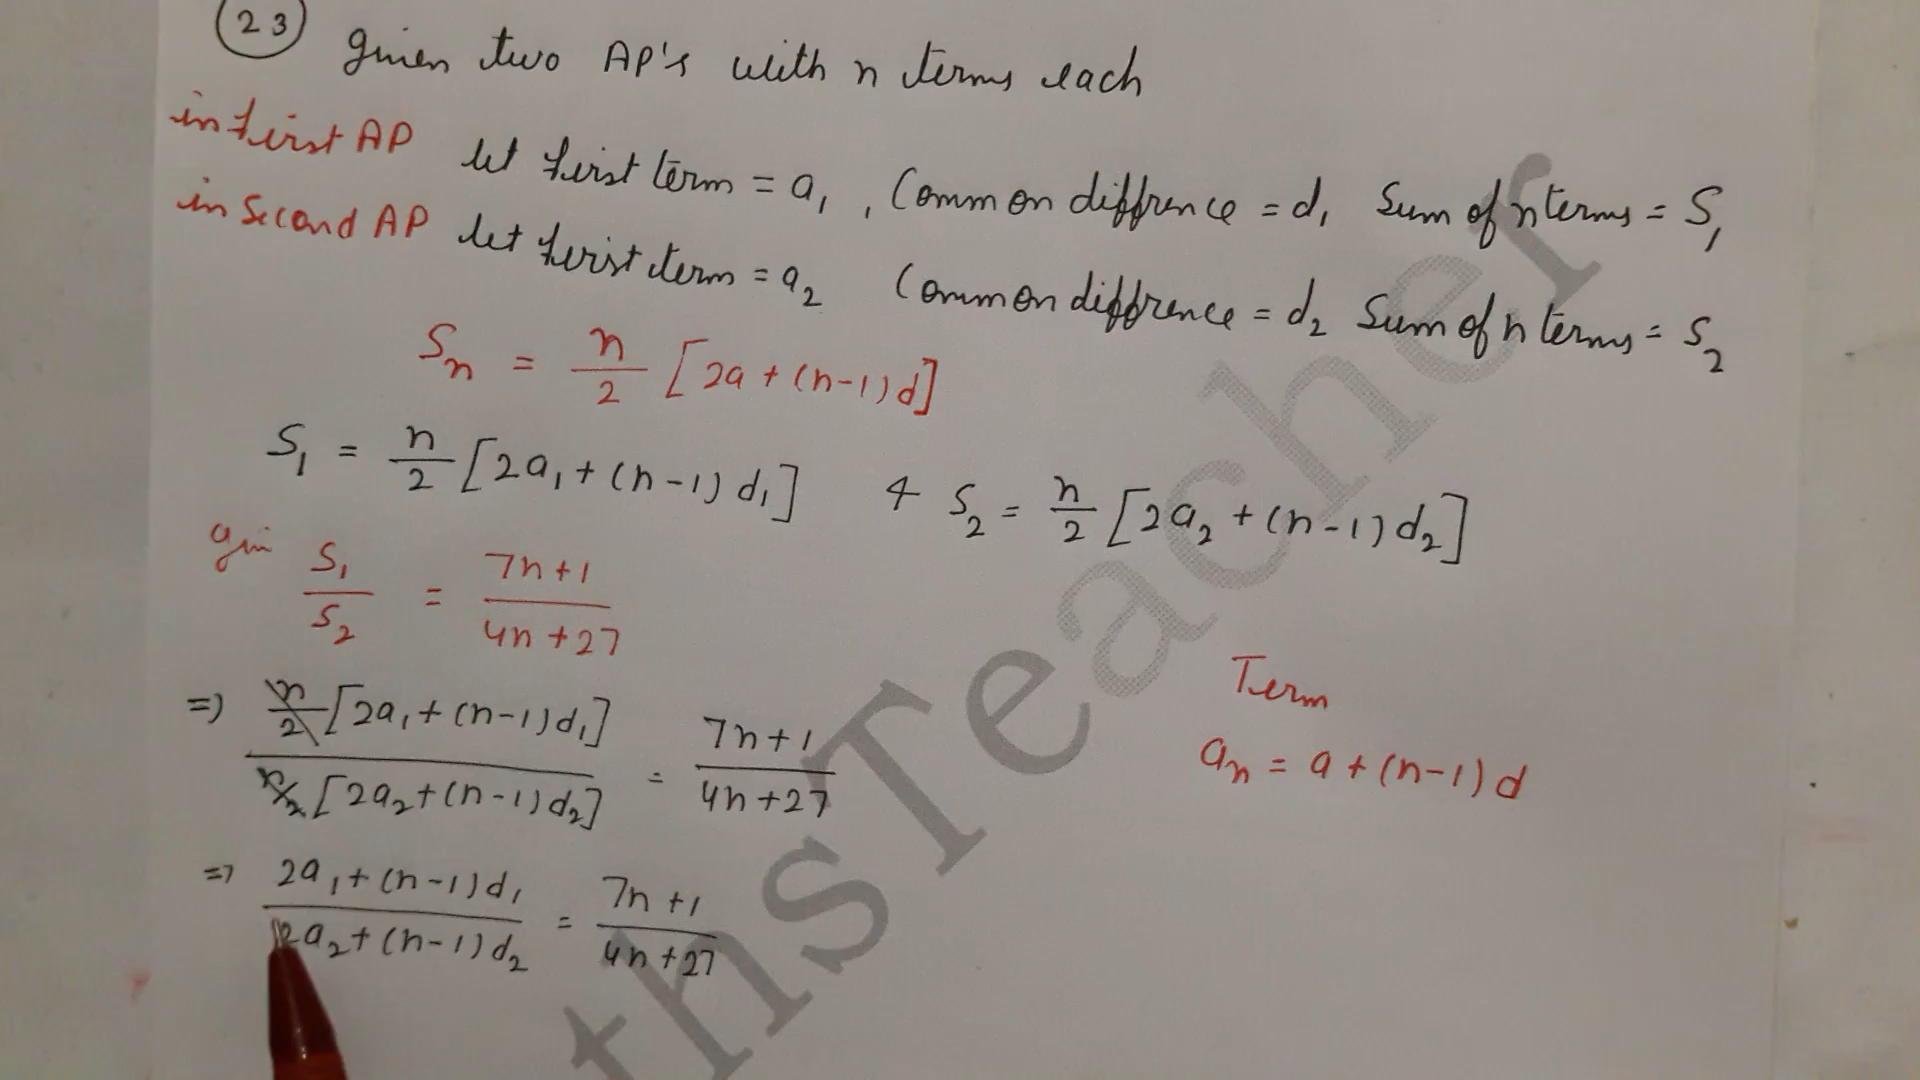 23 given two AP's with n terms each
in first AP let first term = a₁, Common diffrence = d₁ Sum of n terms = S₁
in Second AP let first term = a₂ Common diffrence = d₂ Sum of n terms = S₂
Sₙ = n/2 [2a + (n-1)d]
S₁ = n/2 [2a₁ + (n-1)d₁] & S₂ = n/2 [2a₂ + (n-1)d₂]
S₁/S₂ = 7n+1/4n+27
=> n/2 [2a₁ + (n-1)d₁] / n/2 [2a₂ + (n-1)d₂] = 7n+1/4n+27
Term
aₙ = a + (n-1)d
=> 2a₁ + (n-1)d₁ / 2a₂ + (n-1)d₂ = 7n+1/4n+27
thsTeacher